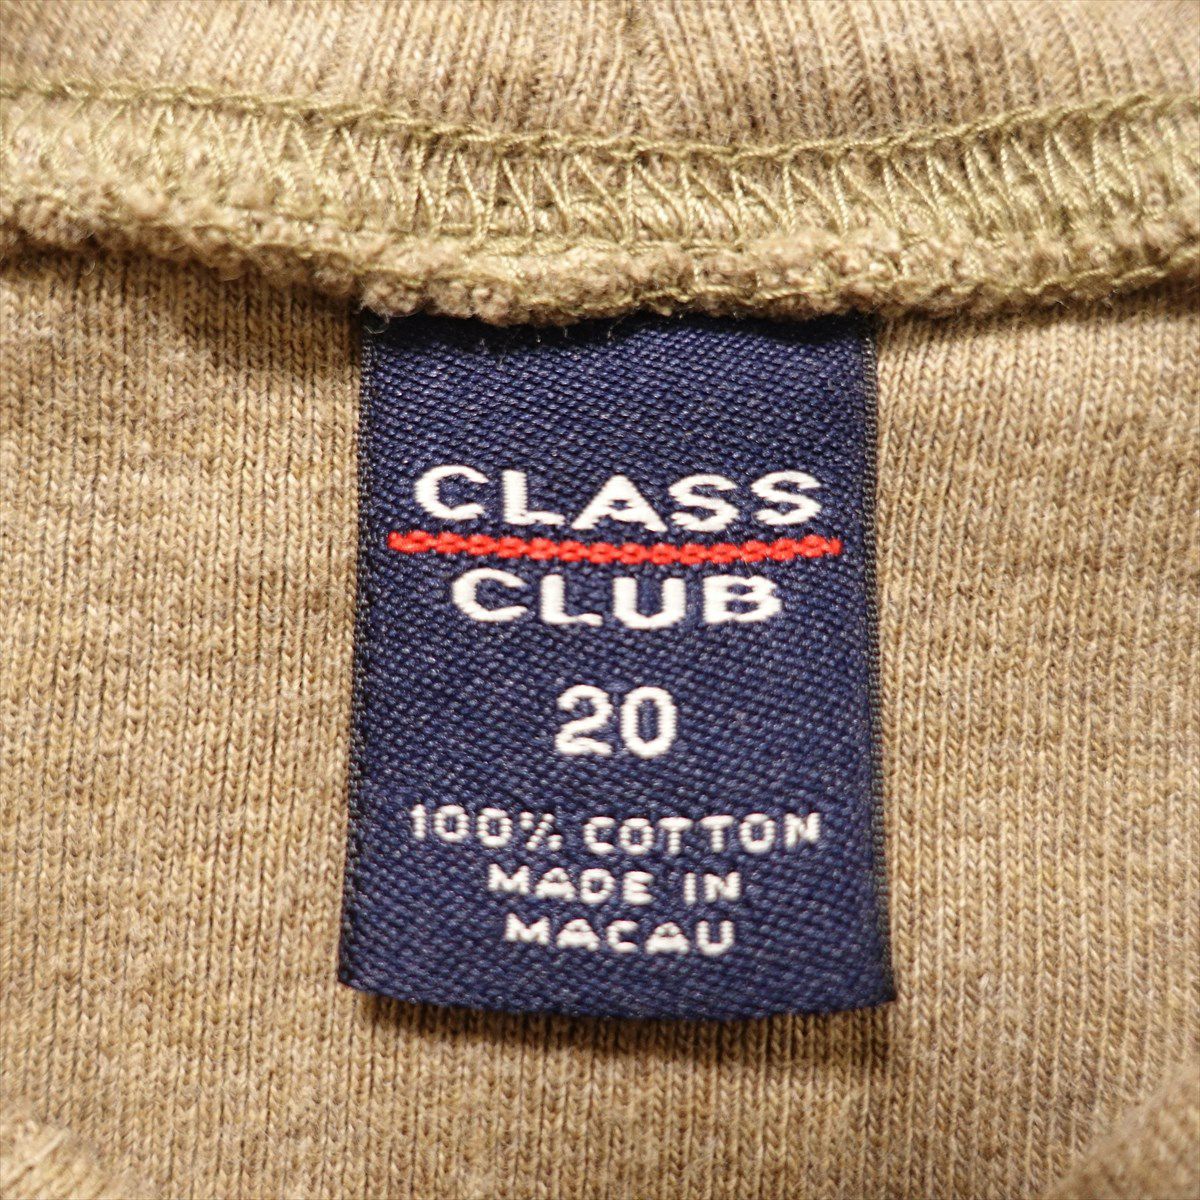 CLASS
CLUB
20
100% COTTON
MADE IN
MACAU